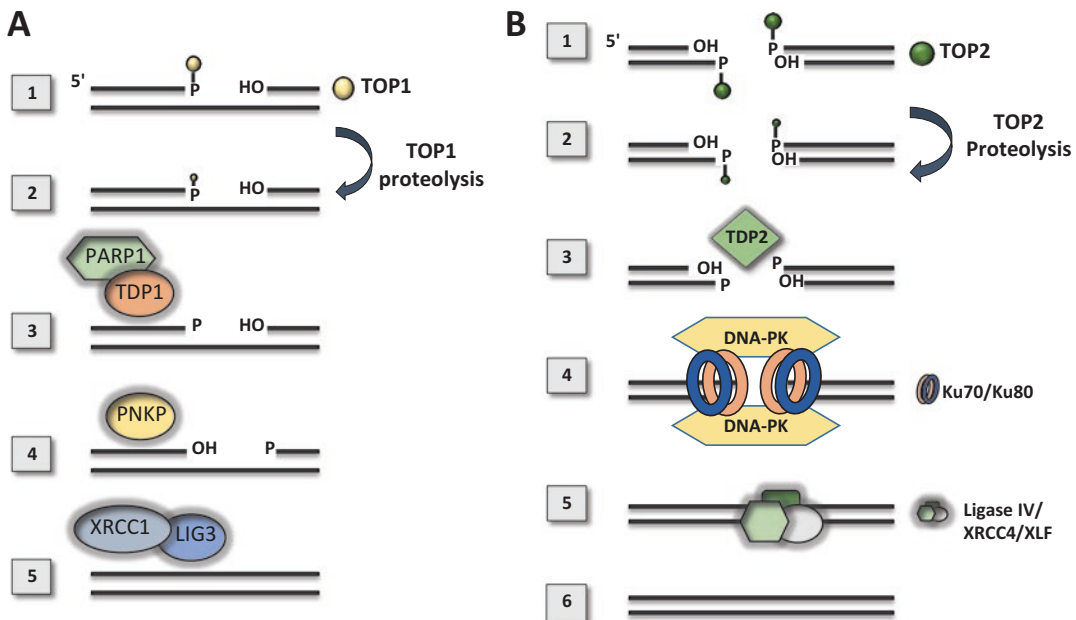 A
1
5'
P
HO
TOP1
TOP1
proteolysis
2
P
HO
PARP1
TDP1
3
P
HO
PNKP
4
OH
P
XRCC1
LIG3
5
B
1
5'
OH
P
P
OH
TOP2
TOP2
Proteolysis
2
OH
P
P
OH
TDP2
3
OH
P
P
OH
DNA-PK
4
Ku70/Ku80
DNA-PK
5
Ligase IV/
XRCC4/XLF
6